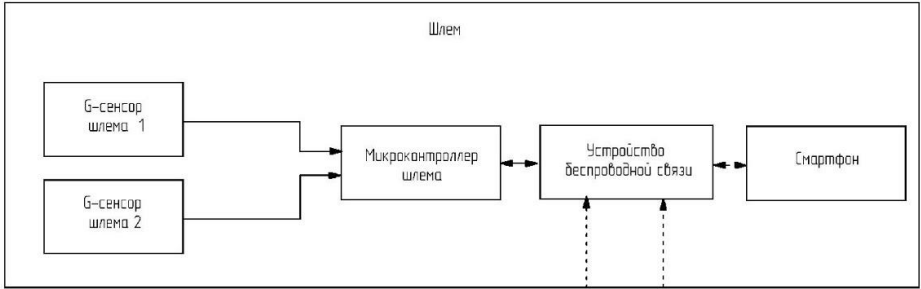 Шлем
G-сенсор
шлема 1
G-сенсор
шлема 2
Микроконтроллер
шлема
Устройство
беспроводной связи
Смартфон